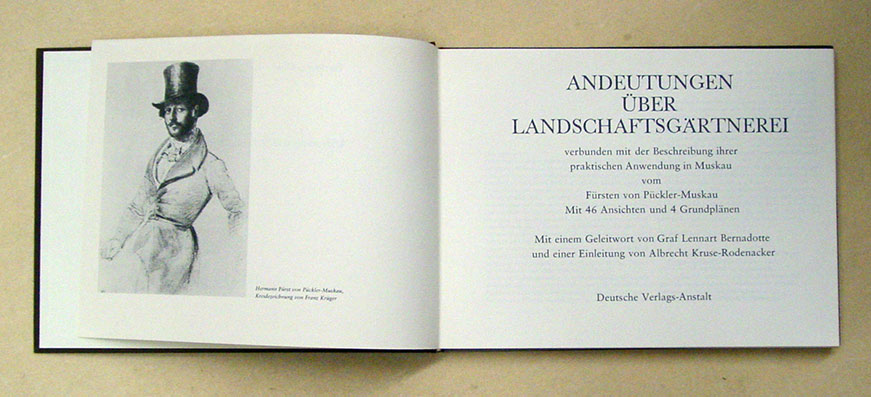 Hermann Fürst von Pückler-Muskau,
Kreidezeichnung von Franz Krüger
ANDEUTUNGEN
ÜBER
LANDSCHAFTSGÄRTNEREI
verbunden mit der Beschreibung ihrer
praktischen Anwendung in Muskau
vom
Fürsten von Pückler-Muskau
Mit 46 Ansichten und 4 Grundplänen
Mit einem Geleitwort von Graf Lennart Bernadotte
und einer Einleitung von Albrecht Kruse-Rodenacker
Deutsche Verlags-Anstalt